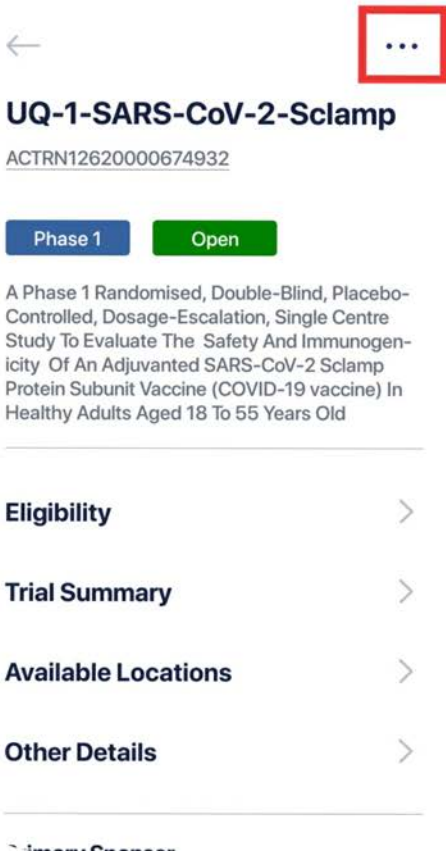 UQ-1-SARS-CoV-2-Sclamp
ACTRN12620000674932
Phase 1 Open
A Phase 1 Randomised, Double-Blind, Placebo-
Controlled, Dosage-Escalation, Single Centre
Study To Evaluate The Safety And Immunogen-
icity Of An Adjuvanted SARS-CoV-2 Sclamp
Protein Subunit Vaccine (COVID-19 vaccine) In
Healthy Adults Aged 18 To 55 Years Old
Eligibility
Trial Summary
Available Locations
Other Details